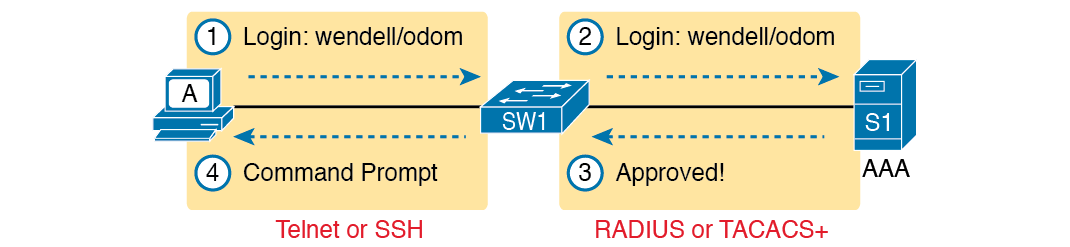 1 Login: wendell/odom
2 Login: wendell/odom
A
SW1
S1
4 Command Prompt
3 Approved!
AAA
Telnet or SSH
RADIUS or TACACS+